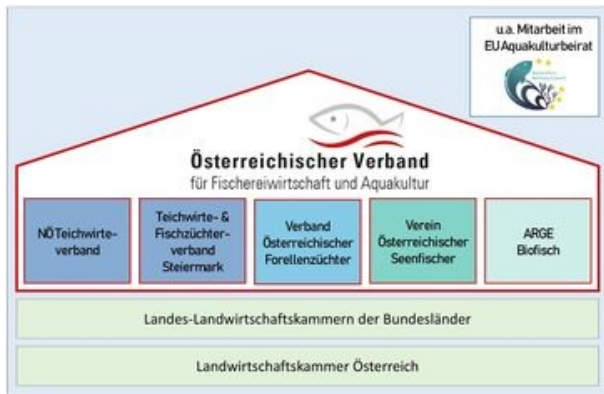 u.a. Mitarbeit im
EU Aquakulturbeirat
Österreichischer Verband
für Fischereiwirtschaft und Aquakultur
NÖ Teichwirte-
verband
Teichwirte- &
Fischzüchter-
verband
Steiermark
Verband
Österreichischer
Forellenzüchter
Verein
Österreichischer
Seenfischer
ARGE
Biofisch
Landes-Landwirtschaftskammern der Bundesländer
Landwirtschaftskammer Österreich